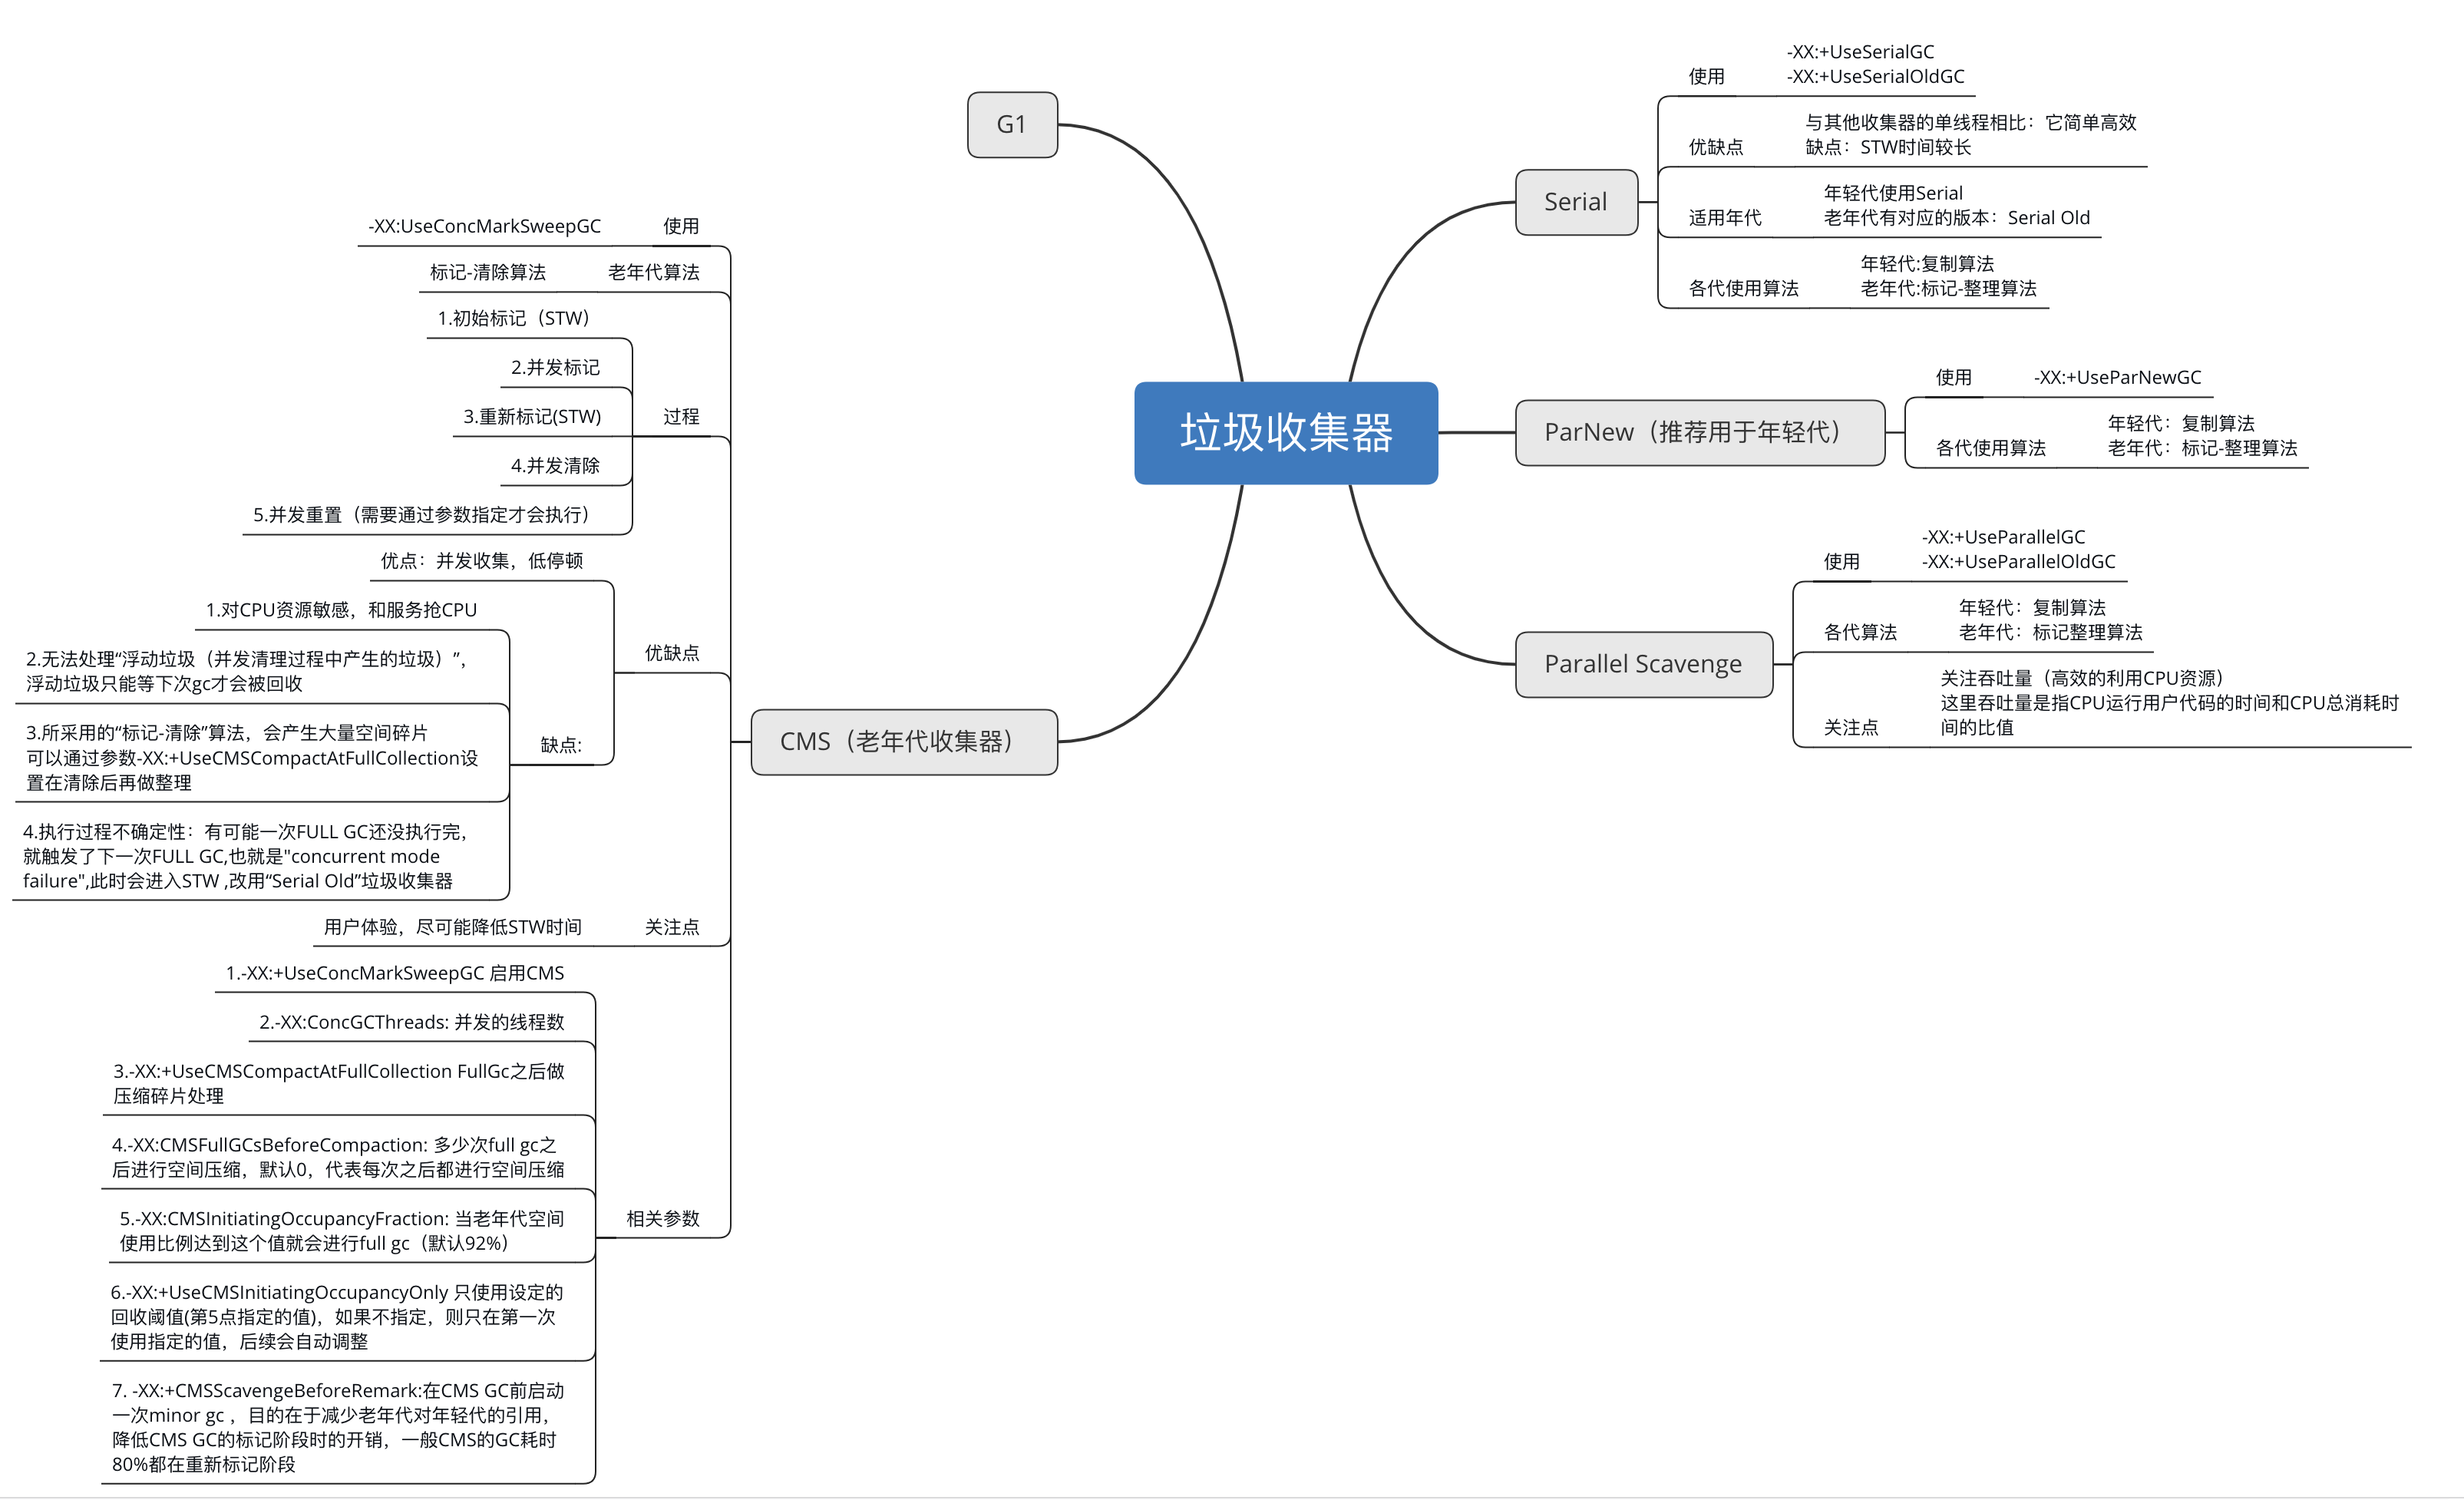 垃圾收集器
Serial
使用
-XX:+UseSerialGC
-XX:+UseSerialOldGC
优缺点
与其他收集器的单线程相比：它简单高效
缺点：STW时间较长
适用年代
年轻代使用Serial
老年代有对应的版本：Serial Old
各代使用算法
年轻代:复制算法
老年代:标记-整理算法
ParNew（推荐用于年轻代）
使用
-XX:+UseParNewGC
各代使用算法
年轻代：复制算法
老年代：标记-整理算法
Parallel Scavenge
使用
-XX:+UseParallelGC
-XX:+UseParallelOldGC
各代算法
年轻代：复制算法
老年代：标记整理算法
关注点
关注吞吐量（高效的利用CPU资源）
这里吞吐量是指CPU运行用户代码的时间和CPU总消耗时
间的比值
G1
CMS（老年代收集器）
使用
-XX:UseConcMarkSweepGC
老年代算法
标记-清除算法
过程
1.初始标记（STW）
2.并发标记
3.重新标记(STW)
4.并发清除
5.并发重置（需要通过参数指定才会执行）
优缺点
优点：并发收集，低停顿
缺点:
1.对CPU资源敏感，和服务抢CPU
2.无法处理“浮动垃圾（并发清理过程中产生的垃圾）”，
浮动垃圾只能等下次gc才会被回收
3.所采用的“标记-清除”算法，会产生大量空间碎片
可以通过参数-XX:+UseCMSCompactAtFullCollection设
置在清除后再做整理
4.执行过程不确定性：有可能一次FULL GC还没执行完，
就触发了下一次FULL GC,也就是"concurrent mode
failure",此时会进入STW ,改用“Serial Old”垃圾收集器
关注点
用户体验，尽可能降低STW时间
相关参数
1.-XX:+UseConcMarkSweepGC 启用CMS
2.-XX:ConcGCThreads: 并发的线程数
3.-XX:+UseCMSCompactAtFullCollection FullGc之后做
压缩碎片处理
4.-XX:CMSFullGCsBeforeCompaction: 多少次full gc之
后进行空间压缩，默认0，代表每次之后都进行空间压缩
5.-XX:CMSInitiatingOccupancyFraction: 当老年代空间
使用比例达到这个值就会进行full gc（默认92%）
6.-XX:+UseCMSInitiatingOccupancyOnly 只使用设定的
回收阈值(第5点指定的值)，如果不指定，则只在第一次
使用指定的值，后续会自动调整
7. -XX:+CMSScavengeBeforeRemark:在CMS GC前启动
一次minor gc ，目的在于减少老年代对年轻代的引用，
降低CMS GC的标记阶段时的开销，一般CMS的GC耗时
80%都在重新标记阶段